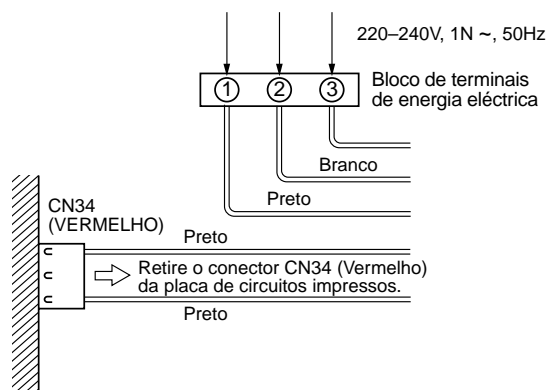 220–240V, 1N ~, 50Hz
1 2 3
Bloco de terminais
de energia eléctrica
Branco
Preto
CN34
(VERMELHO)
Preto
Retire o conector CN34 (Vermelho)
da placa de circuitos impressos.
Preto